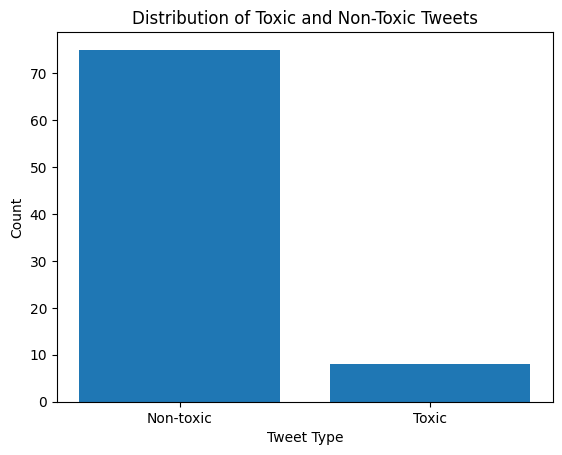 Distribution of Toxic and Non-Toxic Tweets
70
60
50
40
30
20
10
0
Count
Non-toxic
Toxic
Tweet Type